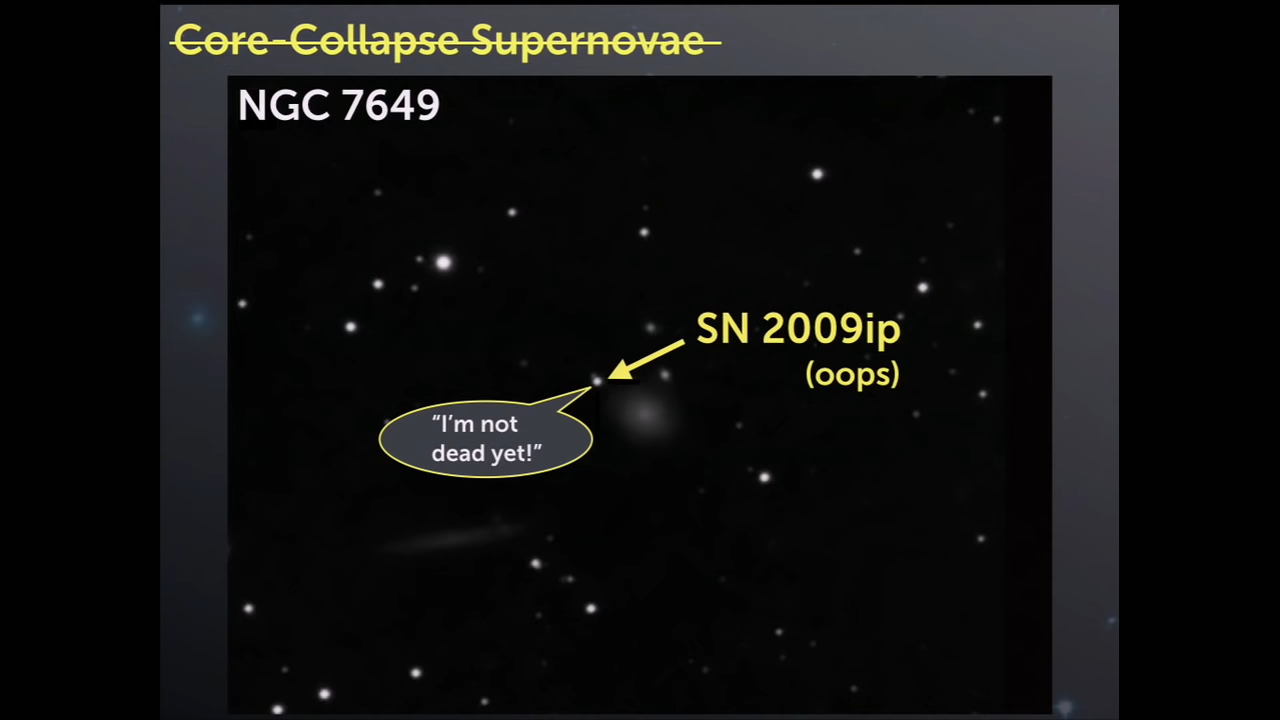 Core-Collapse Supernovae
NGC 7649
SN 2009ip
(oops)
“I’m not
dead yet!”